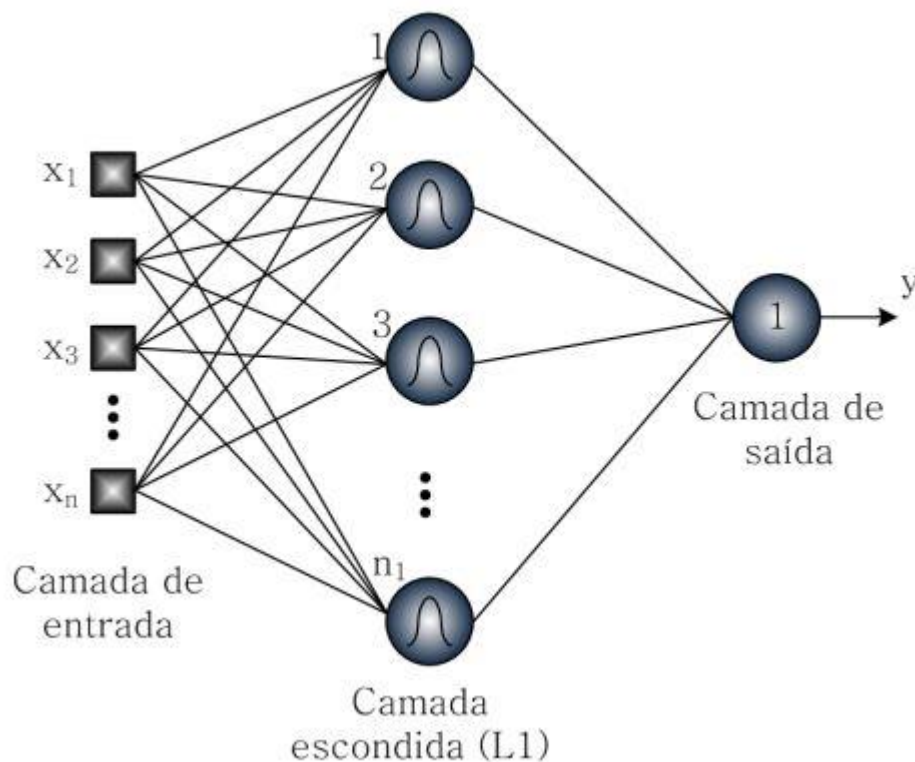 1
x₁
2
x₂
y
1
3
x₃
Camada de
saída
xₙ
n₁
Camada de
entrada
Camada
escondida (L1)